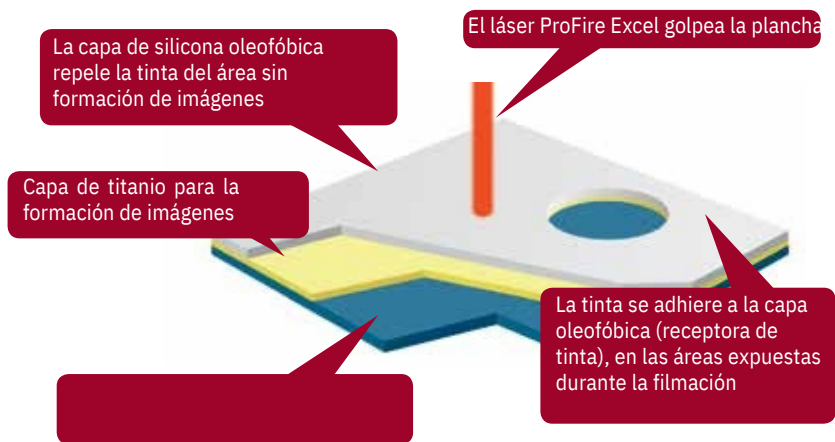 El láser ProFire Excel golpea la plancha
La capa de silicona oleofóbica
repele la tinta del área sin
formación de imágenes
Capa de titanio para la
formación de imágenes
La tinta se adhiere a la capa
oleofóbica (receptora de
tinta), en las áreas expuestas
durante la filmación